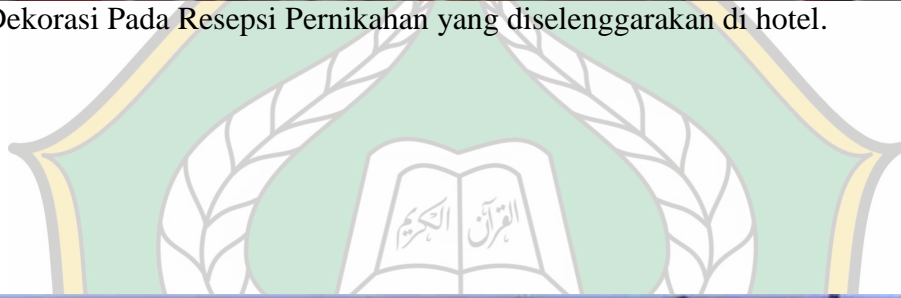 Dekorasi Pada Resepsi Pernikahan yang diselenggarakan di hotel.
القرآن الكريم